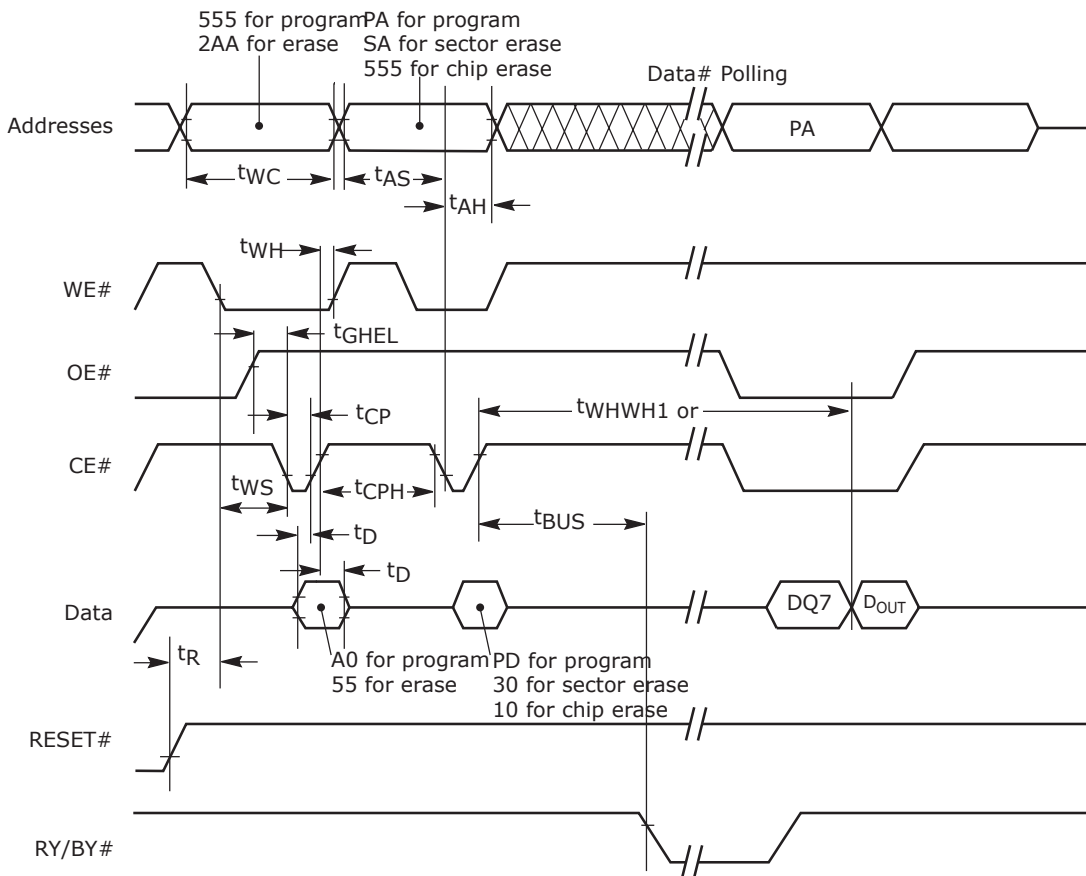 555 for program
2AA for erase
PA for program
SA for sector erase
555 for chip erase
Data# Polling
Addresses
PA
tWC
tAS
tAH
tWH
WE#
tGHEL
OE#
tWHWH1 or
tCP
CE#
tWS
tCPH
tBUS
tD
tD
Data
DQ7
DOUT
tR
A0 for program
55 for erase
PD for program
30 for sector erase
10 for chip erase
RESET#
RY/BY#